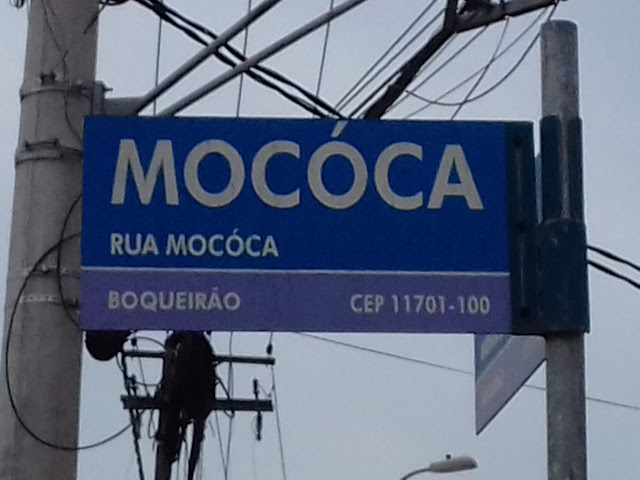 MOCÓCA
RUA MOCÓCA
BOQUEIRÃO CEP 11701-100